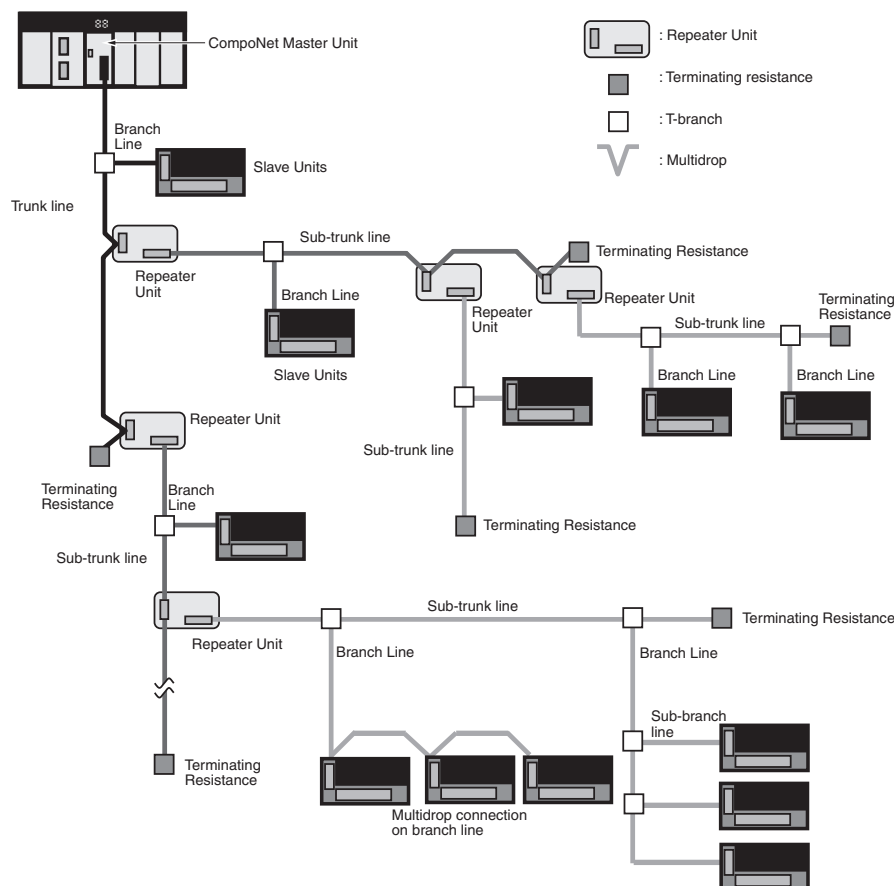 88
CompoNet Master Unit
: Repeater Unit
: Terminating resistance
: T-branch
: Multidrop
Branch
Line
Slave Units
Trunk line
Sub-trunk line
Terminating Resistance
Repeater
Unit
Branch Line
Slave Units
Repeater
Unit
Repeater Unit
Terminating
Resistance
Sub-trunk line
Branch Line
Branch Line
Repeater Unit
Sub-trunk line
Terminating
Resistance
Branch
Line
Terminating Resistance
Sub-trunk line
Sub-trunk line
Terminating Resistance
Repeater Unit
Branch Line
Branch Line
Sub-branch
line
Terminating
Resistance
Multidrop connection
on branch line